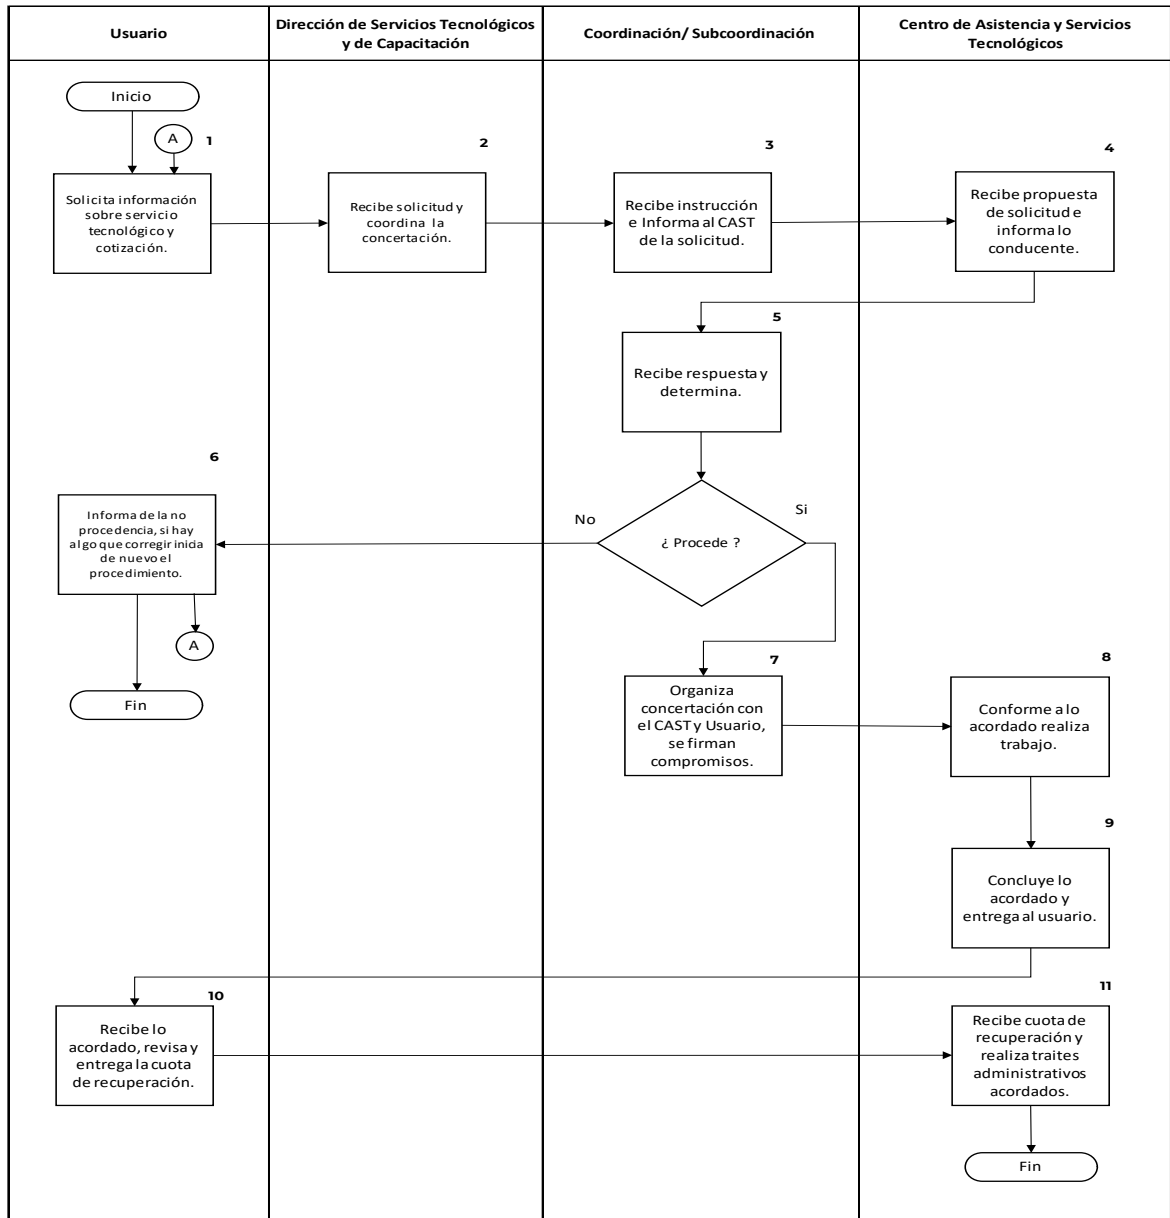 Usuario
Dirección de Servicios Tecnológicos
y de Capacitación
Coordinación/ Subcoordinación
Centro de Asistencia y Servicios
Tecnológicos
Inicio
A
1
Solicita información
sobre servicio
tecnológico y
cotización.
2
Recibe solicitud y
coordina la
concertación.
3
Recibe instrucción
e Informa al CAST
de la solicitud.
4
Recibe propuesta
de solicitud e
informa lo
conducente.
5
Recibe respuesta y
determina.
¿ Procede ?
No
Si
6
Informa de la no
procedencia, si hay
algo que corregir inicia
de nuevo el
procedimiento.
A
Fin
7
Organiza
concertación con
el CAST y Usuario,
se firman
compromisos.
8
Conforme a lo
acordado realiza
trabajo.
9
Concluye lo
acordado y
entrega al usuario.
10
Recibe lo
acordado, revisa y
entrega la cuota
de recuperación.
11
Recibe cuota de
recuperación y
realiza traites
administrativos
acordados.
Fin